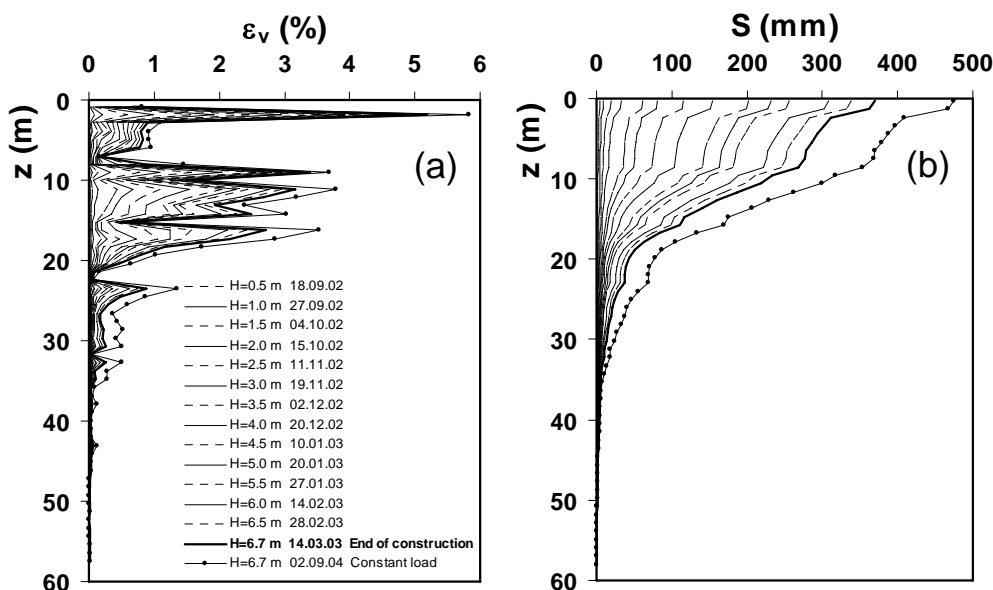 εv (%)
0 1 2 3 4 5 6
z (m)
0
10
20
30
40
50
60
(a)
H=0.5 m 18.09.02
H=1.0 m 27.09.02
H=1.5 m 04.10.02
H=2.0 m 15.10.02
H=2.5 m 11.11.02
H=3.0 m 19.11.02
H=3.5 m 02.12.02
H=4.0 m 20.12.02
H=4.5 m 10.01.03
H=5.0 m 20.01.03
H=5.5 m 27.01.03
H=6.0 m 14.02.03
H=6.5 m 28.02.03
H=6.7 m 14.03.03 End of construction
H=6.7 m 02.09.04 Constant load
S (mm)
0 100 200 300 400 500
z (m)
0
10
20
30
40
50
60
(b)